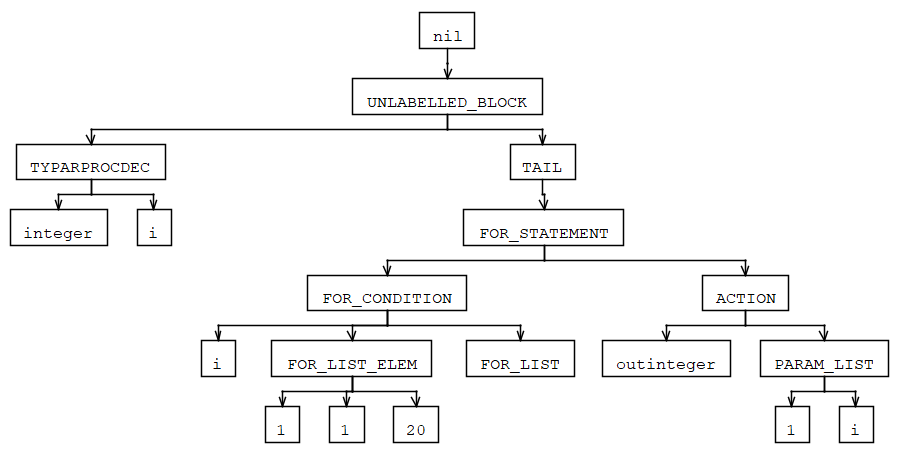 nil
UNLABELLED_BLOCK
TYPARPROCDEC TAIL
integer i FOR_STATEMENT
FOR_CONDITION ACTION
i FOR_LIST_ELEM FOR_LIST outinteger PARAM_LIST
1 1 20 1 i